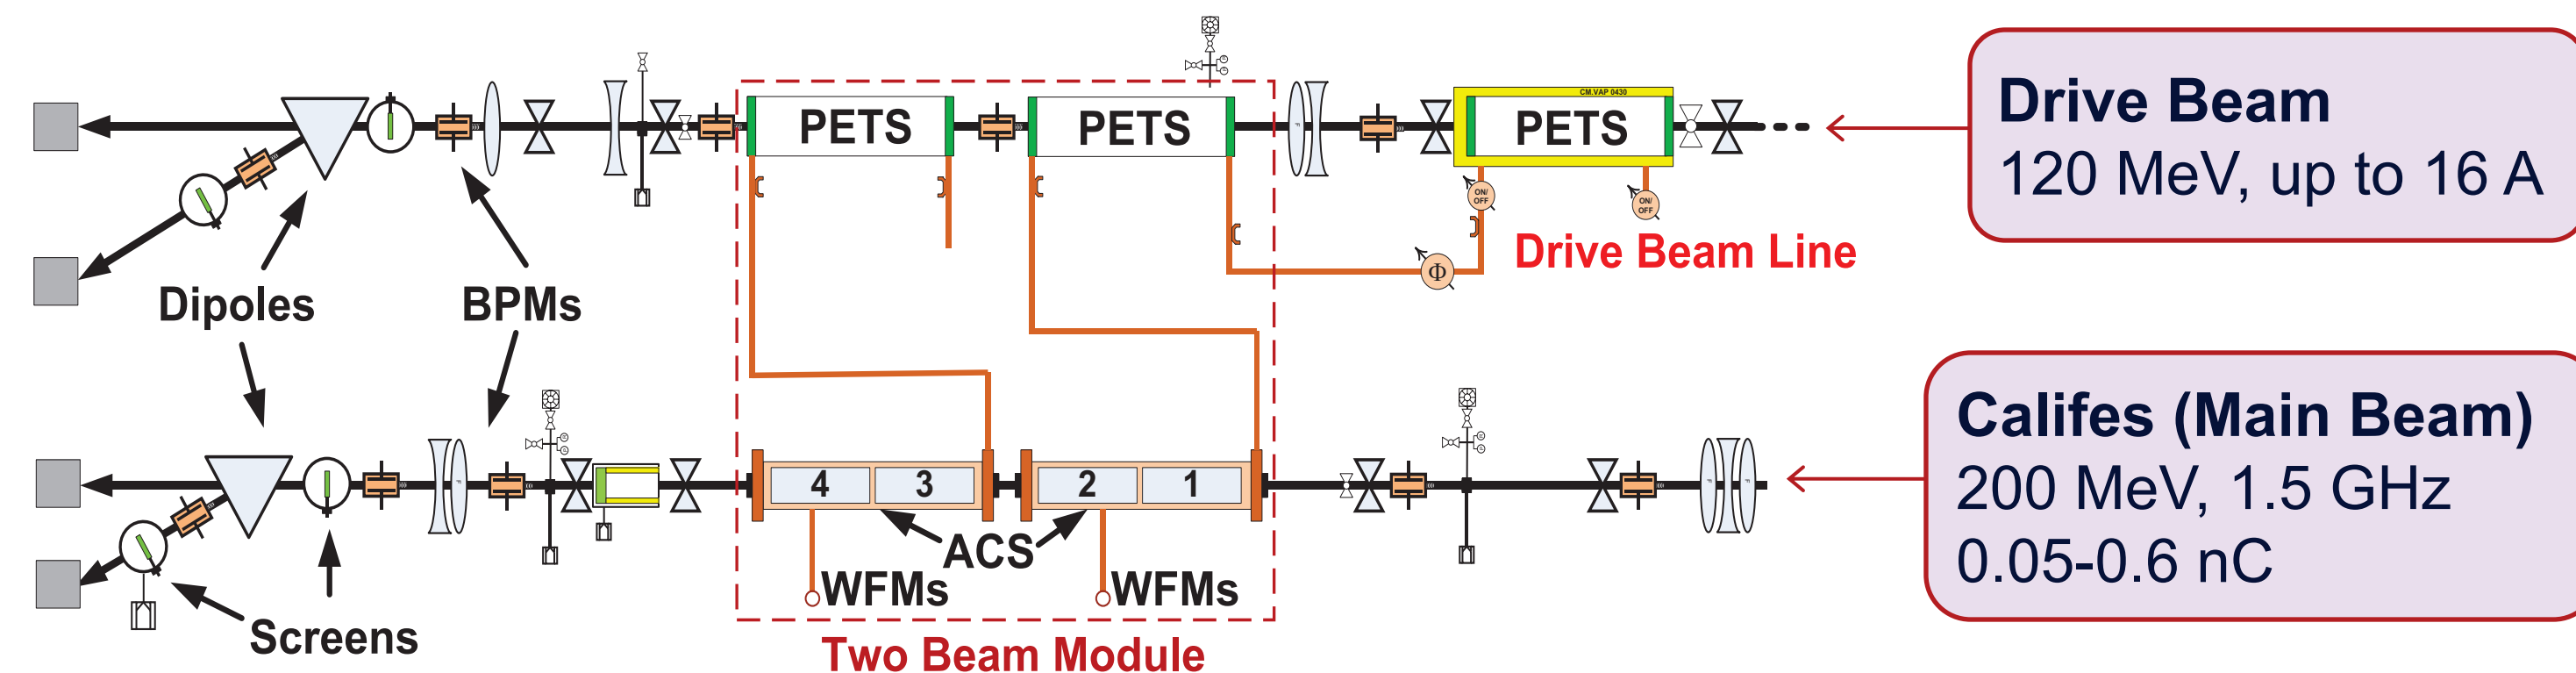 CM.VAP 0430
PETS
PETS
PETS
Drive Beam
120 MeV, up to 16 A
ON/
OFF
ON/
OFF
Drive Beam Line
Φ
Dipoles
BPMs
Califes (Main Beam)
200 MeV, 1.5 GHz
0.05-0.6 nC
4
3
2
1
ACS
WFMs
WFMs
Screens
Two Beam Module